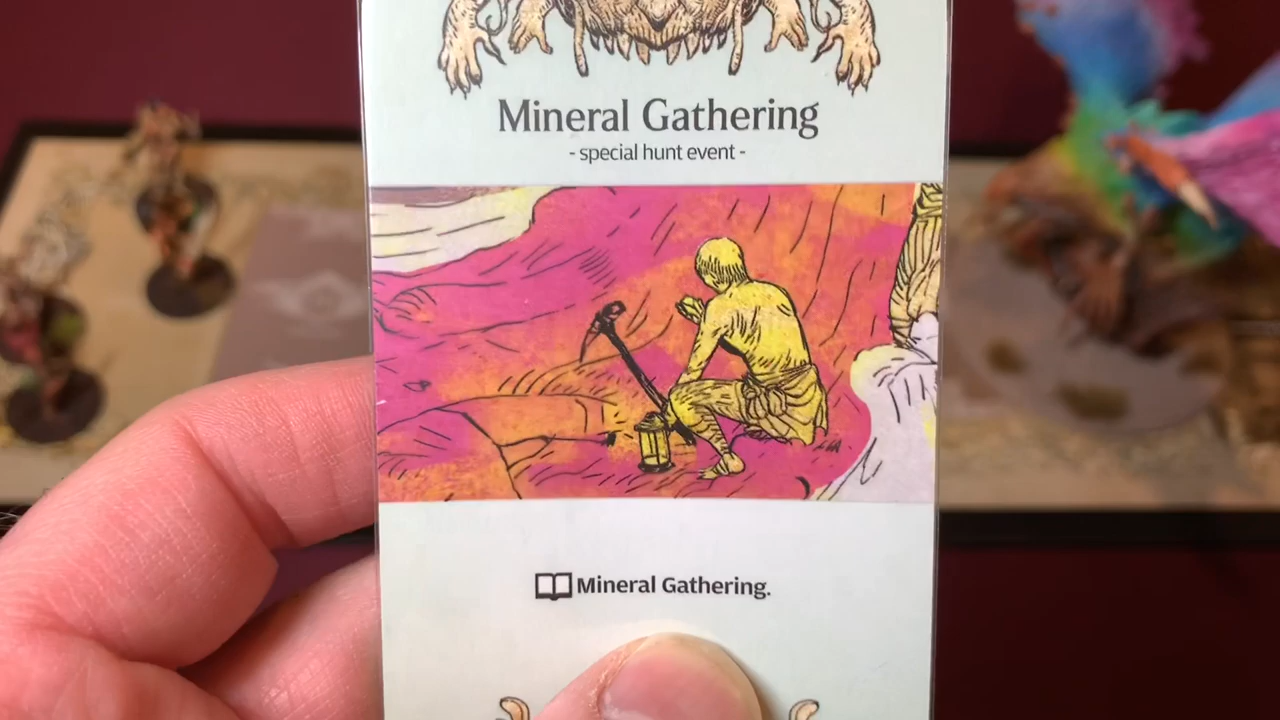 Mineral Gathering
- special hunt event -
Mineral Gathering.